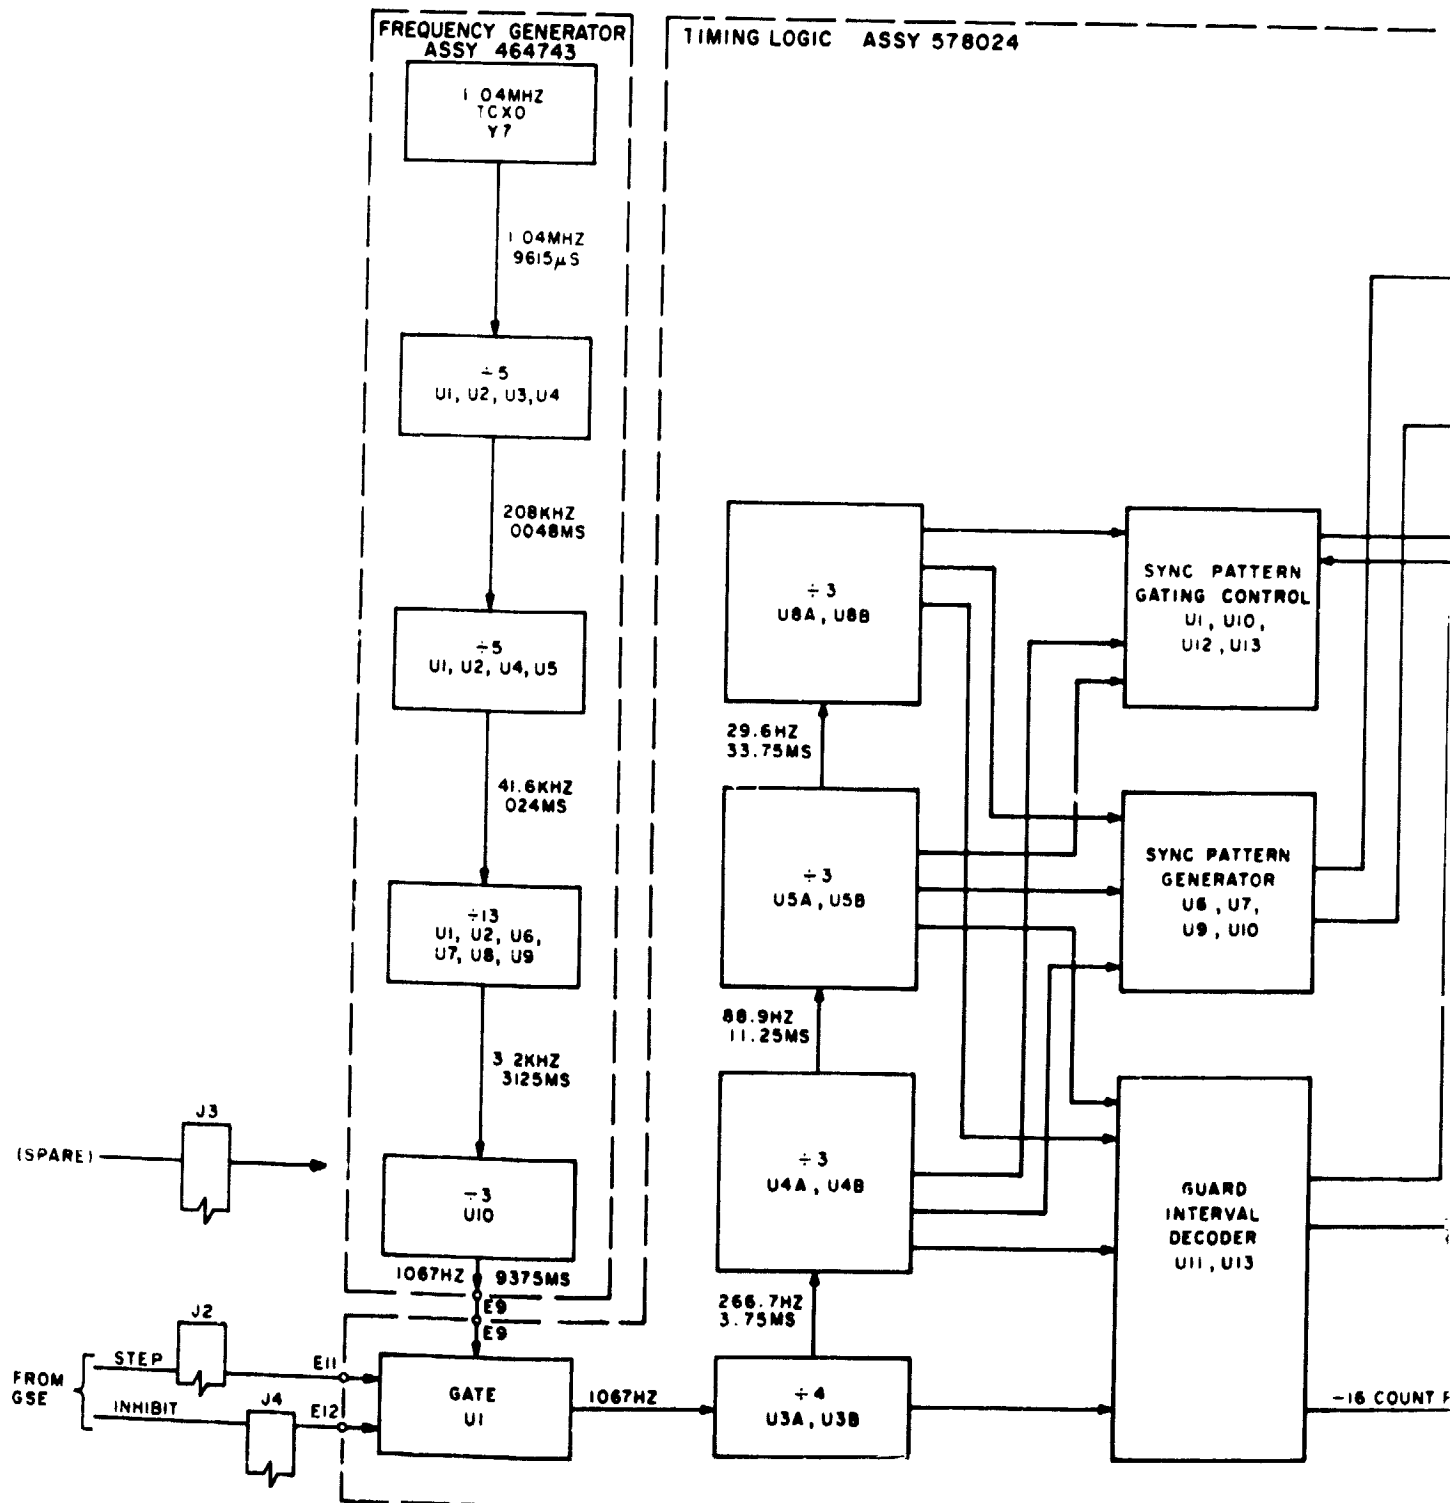 FREQUENCY GENERATOR
ASSY 464743
1 04MHZ
TCXO
Y7
1 04MHZ
9615µS
÷5
U1, U2, U3, U4
208KHZ
0048MS
÷5
U1, U2, U4, U5
41.6KHZ
024MS
÷13
U1, U2, U6,
U7, U8, U9
3 2KHZ
3125MS
÷3
U10
1067HZ
9375MS
E9
E9
J3
(SPARE)
J2
STEP
E11
FROM
GSE
INHIBIT
J4
E12
GATE
U1
1067HZ
TIMING LOGIC ASSY 578024
÷3
U8A, U8B
29.6HZ
33.75MS
÷3
U5A, U5B
88.9HZ
11.25MS
÷3
U4A, U4B
266.7HZ
3.75MS
÷4
U3A, U3B
SYNC PATTERN
GATING CONTROL
U1, U10,
U12, U13
SYNC PATTERN
GENERATOR
U6, U7,
U9, U10
GUARD
INTERVAL
DECODER
U11, U13
-16 COUNT